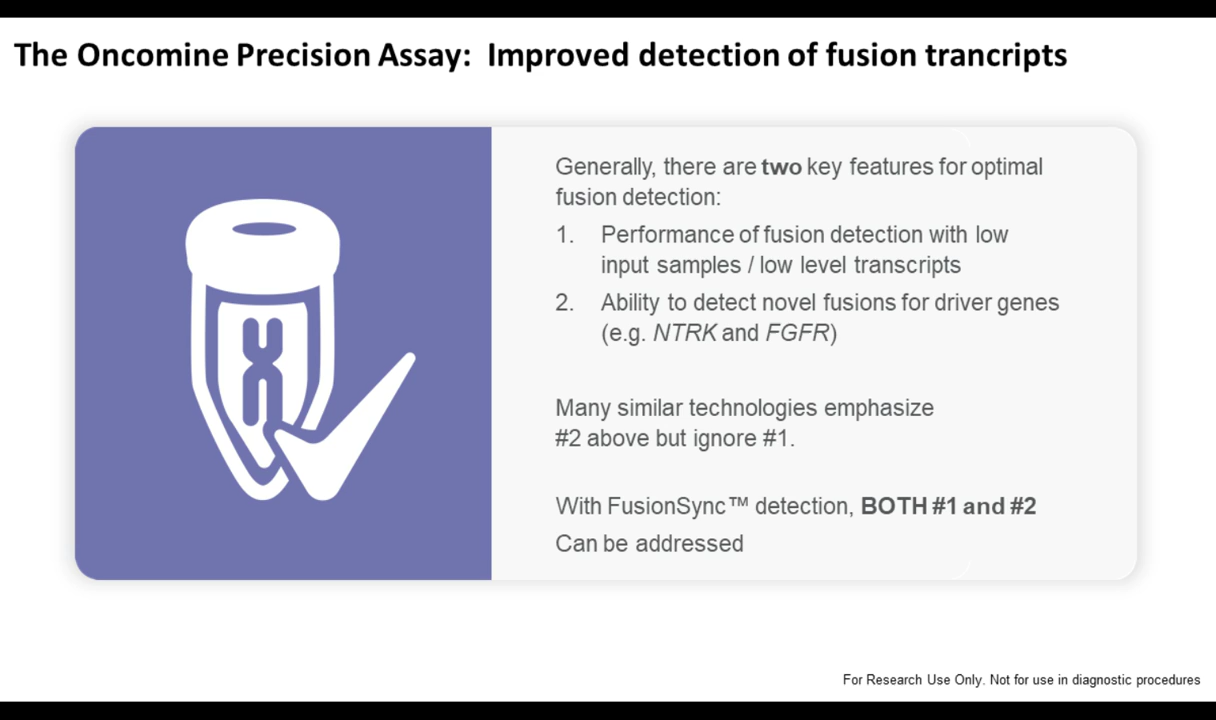 The Oncomine Precision Assay: Improved detection of fusion trancripts
Generally, there are two key features for optimal
fusion detection:
1. Performance of fusion detection with low
input samples / low level transcripts
2. Ability to detect novel fusions for driver genes
(e.g. NTRK and FGFR)
Many similar technologies emphasize
#2 above but ignore #1.
With FusionSync™ detection, BOTH #1 and #2
Can be addressed
For Research Use Only. Not for use in diagnostic procedures